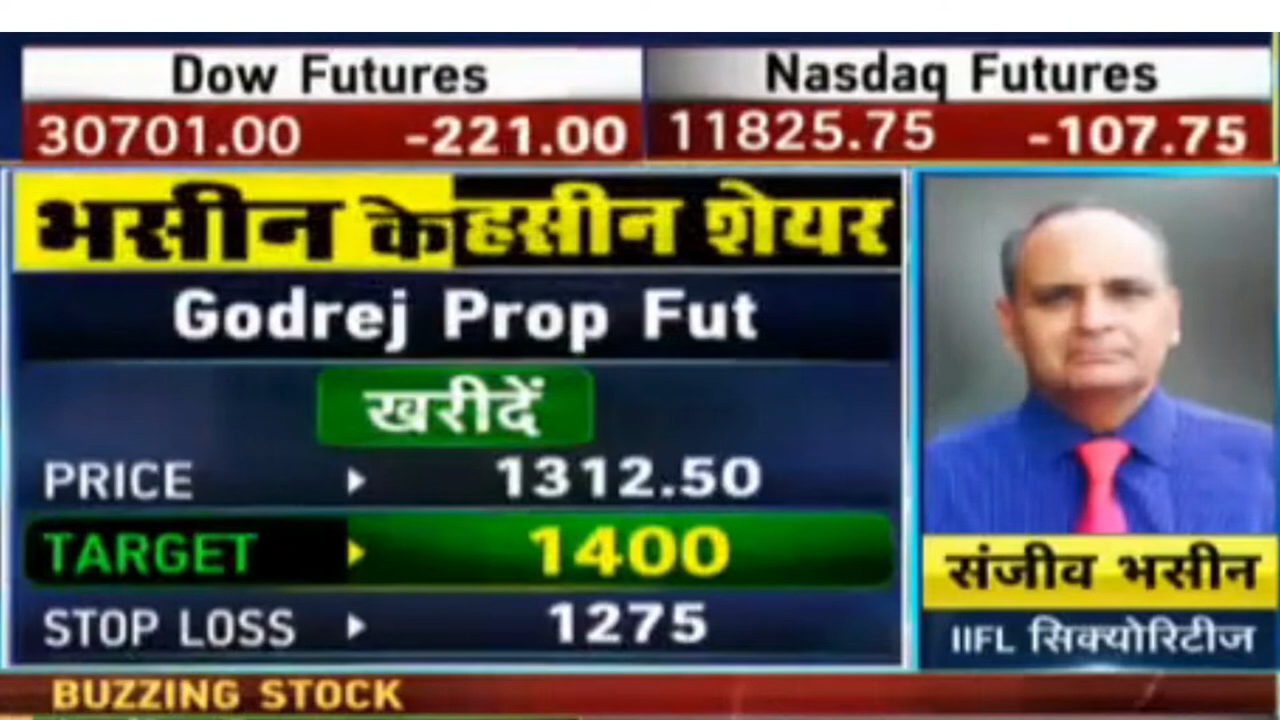 Dow Futures
30701.00 -221.00
Nasdaq Futures
11825.75 -107.75
भसीन के हसीन शेयर
Godrej Prop Fut
खरीदें
PRICE 1312.50
TARGET 1400
STOP LOSS 1275
संजीव भसीन
IIFL सिक्योरिटीज
BUZZING STOCK